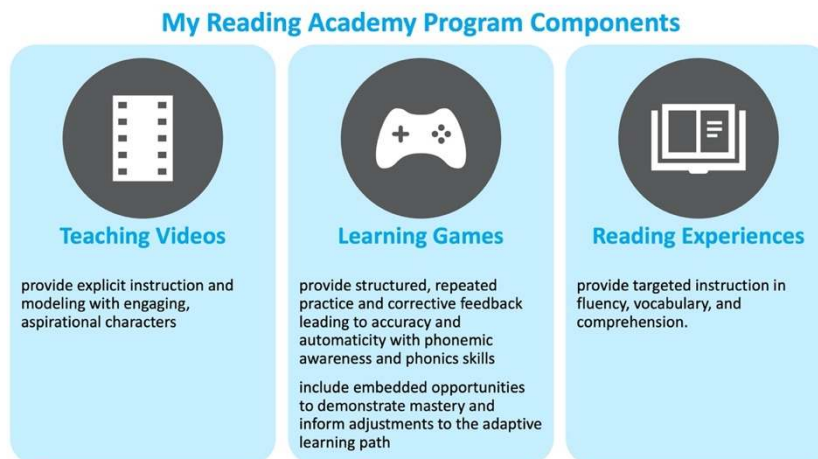 My Reading Academy Program Components
Teaching Videos
provide explicit instruction and
modeling with engaging,
aspirational characters
Learning Games
provide structured, repeated
practice and corrective feedback
leading to accuracy and
automaticity with phonemic
awareness and phonics skills
include embedded opportunities
to demonstrate mastery and
inform adjustments to the adaptive
learning path
Reading Experiences
provide targeted instruction in
fluency, vocabulary, and
comprehension.